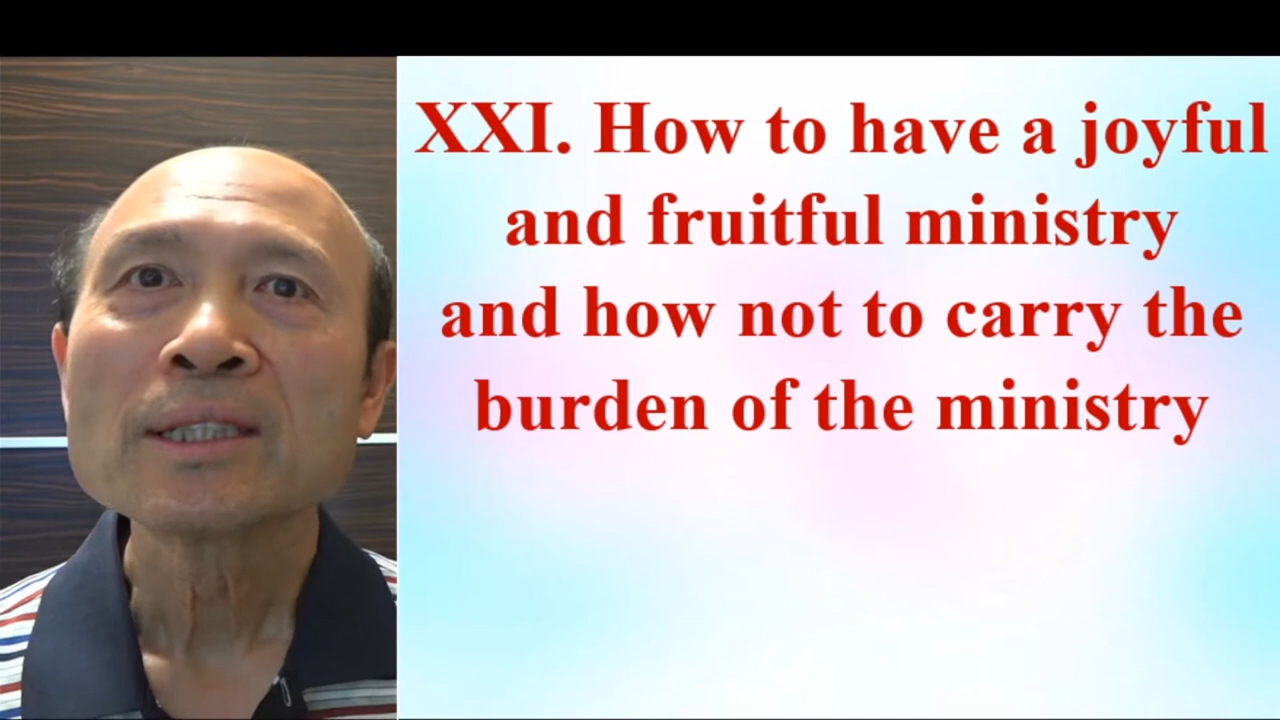 XXI. How to have a joyful
and fruitful ministry
and how not to carry the
burden of the ministry